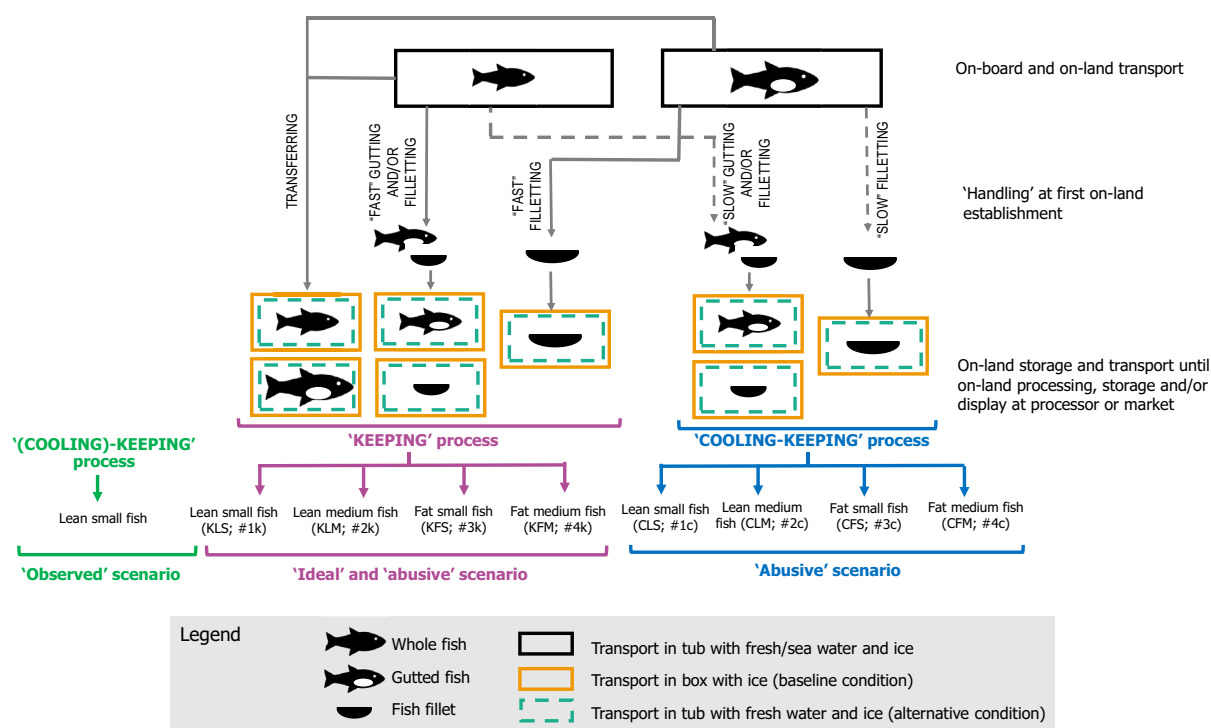 On-board and on-land transport
TRANSFERRING
"FAST" GUTTING
AND/OR
FILLETTING
"FAST"
FILLETTING
"SLOW" GUTTING
AND/OR
FILLETTING
"SLOW" FILLETING
'Handling' at first on-land
establishment
On-land storage and transport until
on-land processing, storage and/or
display at processor or market
'(COOLING)-KEEPING'
process
'KEEPING' process
'COOLING-KEEPING' process
Lean small fish
Lean small fish
(KLS; #1k)
Lean medium fish
(KLM; #2k)
Fat small fish
(KFS; #3k)
Fat medium fish
(KFM; #4k)
Lean small fish
(CLS; #1c)
Lean medium
fish (CLM; #2c)
Fat small fish
(CFS; #3c)
Fat medium fish
(CFM; #4c)
'Observed' scenario
'Ideal' and 'abusive' scenario
'Abusive' scenario
Legend
Whole fish
Gutted fish
Fish fillet
Transport in tub with fresh/sea water and ice
Transport in box with ice (baseline condition)
Transport in tub with fresh water and ice (alternative condition)